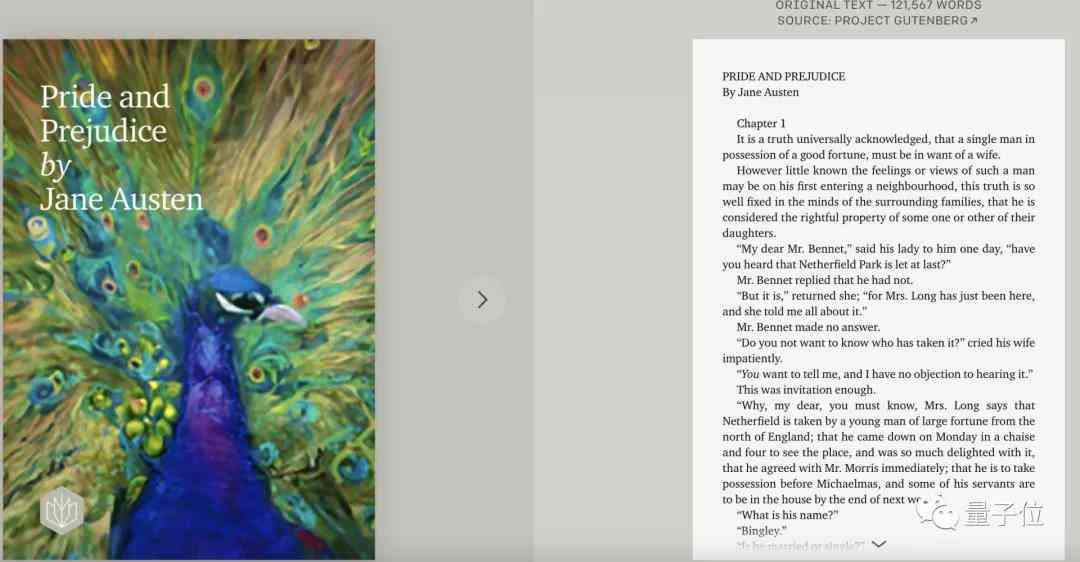 Pride and
Prejudice
by
Jane Austen
ORIGINAL TEXT — 121,567 WORDS
SOURCE: PROJECT GUTENBERG↗
PRIDE AND PREJUDICE
By Jane Austen
Chapter 1
It is a truth universally acknowledged, that a single man in
possession of a good fortune, must be in want of a wife.
However little known the feelings or views of such a man
may be on his first entering a neighbourhood, this truth is so
well fixed in the minds of the surrounding families, that he is
considered the rightful property of some one or other of their
daughters.
“My dear Mr. Bennet,” said his lady to him one day, “have
you heard that Netherfield Park is let at last?”
Mr. Bennet replied that he had not.
“But it is,” returned she; “for Mrs. Long has just been here,
and she told me all about it.”
Mr. Bennet made no answer.
“Do you not want to know who has taken it?” cried his wife
impatiently.
“You want to tell me, and I have no objection to hearing it.”
This was invitation enough.
“Why, my dear, you must know, Mrs. Long says that
Netherfield is taken by a young man of large fortune from the
north of England; that he came down on Monday in a chaise
and four to see the place, and was so much delighted with it,
that he agreed with Mr. Morris immediately; that he is to take
possession before Michaelmas, and some of his servants are
to be in the house by the end of next
“What is his name?”
“Bingley.”
“Is he married or single?”
量子位